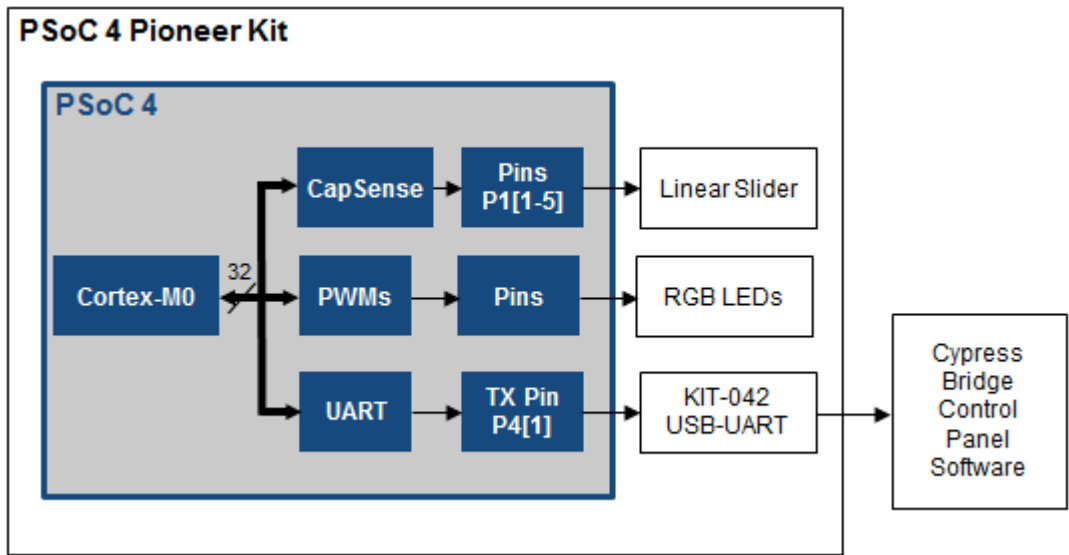 PSoC 4 Pioneer Kit
PSoC 4
CapSense
Pins
P1[1-5]
Linear Slider
Cortex-M0
32
PWMs
Pins
RGB LEDs
UART
TX Pin
P4[1]
KIT-042
USB-UART
Cypress
Bridge
Control
Panel
Software